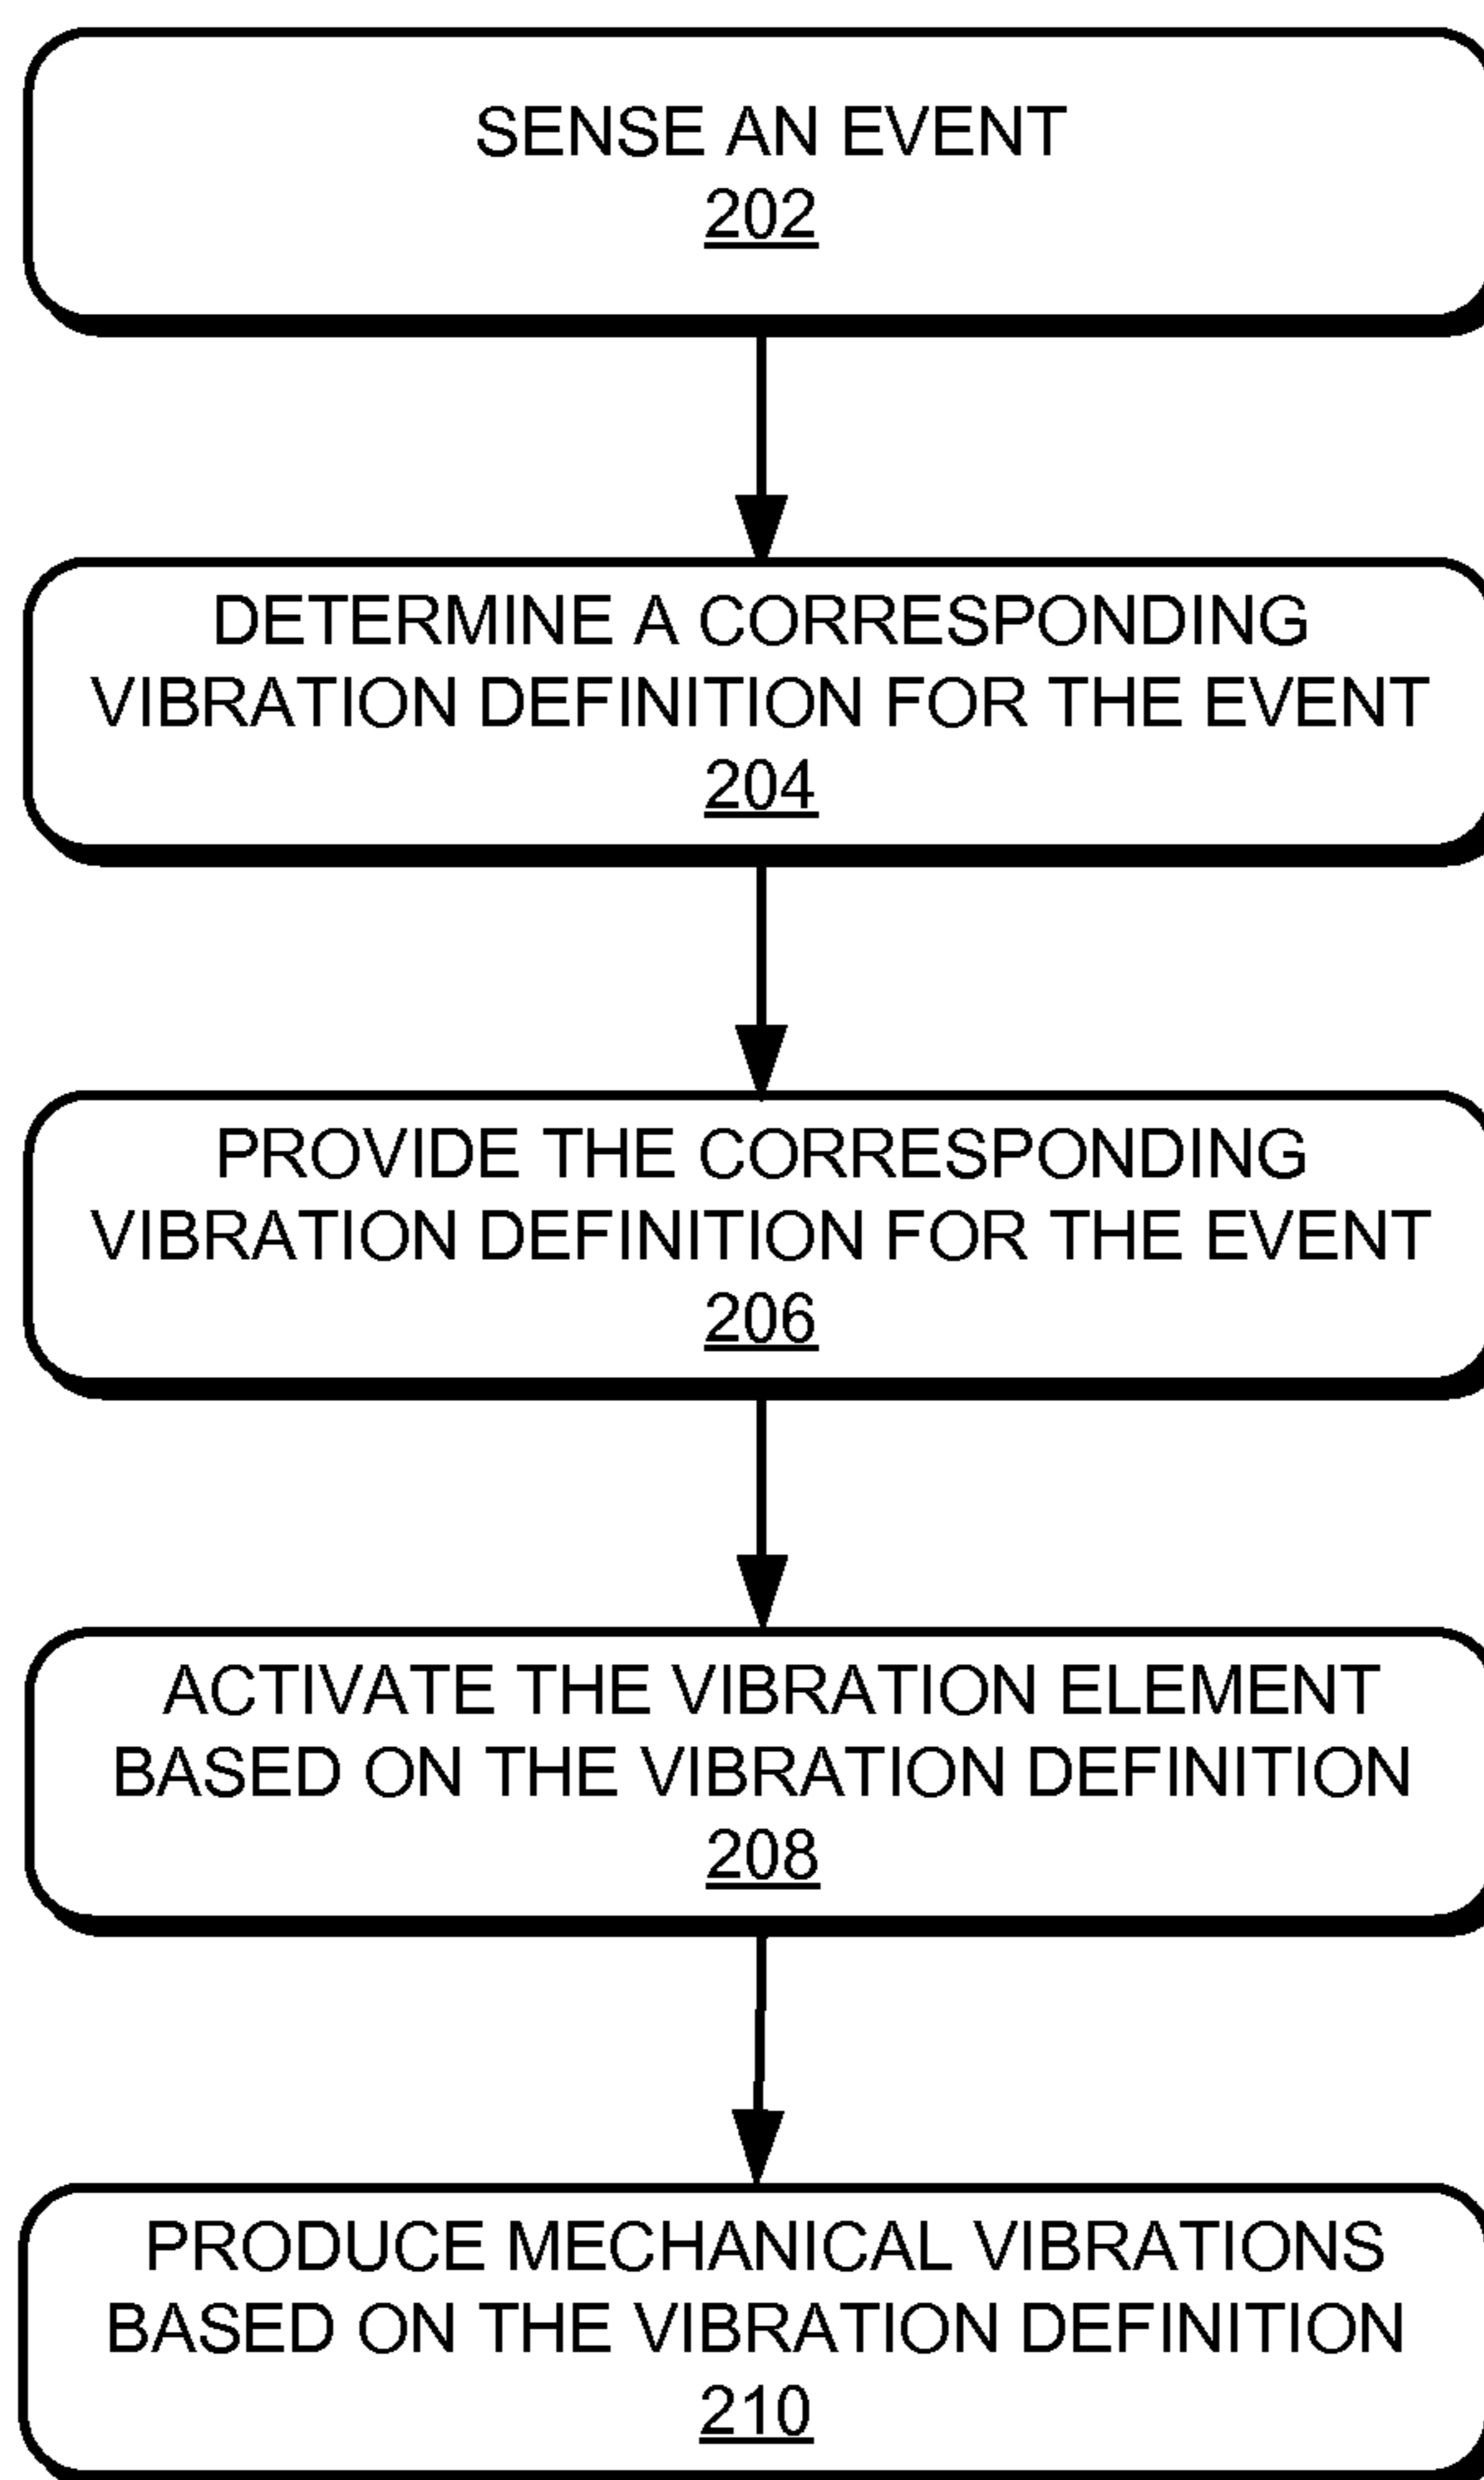 SENSE AN EVENT
202
DETERMINE A CORRESPONDING
VIBRATION DEFINITION FOR THE EVENT
204
PROVIDE THE CORRESPONDING
VIBRATION DEFINITION FOR THE EVENT
206
ACTIVATE THE VIBRATION ELEMENT
BASED ON THE VIBRATION DEFINITION
208
PRODUCE MECHANICAL VIBRATIONS
BASED ON THE VIBRATION DEFINITION
210